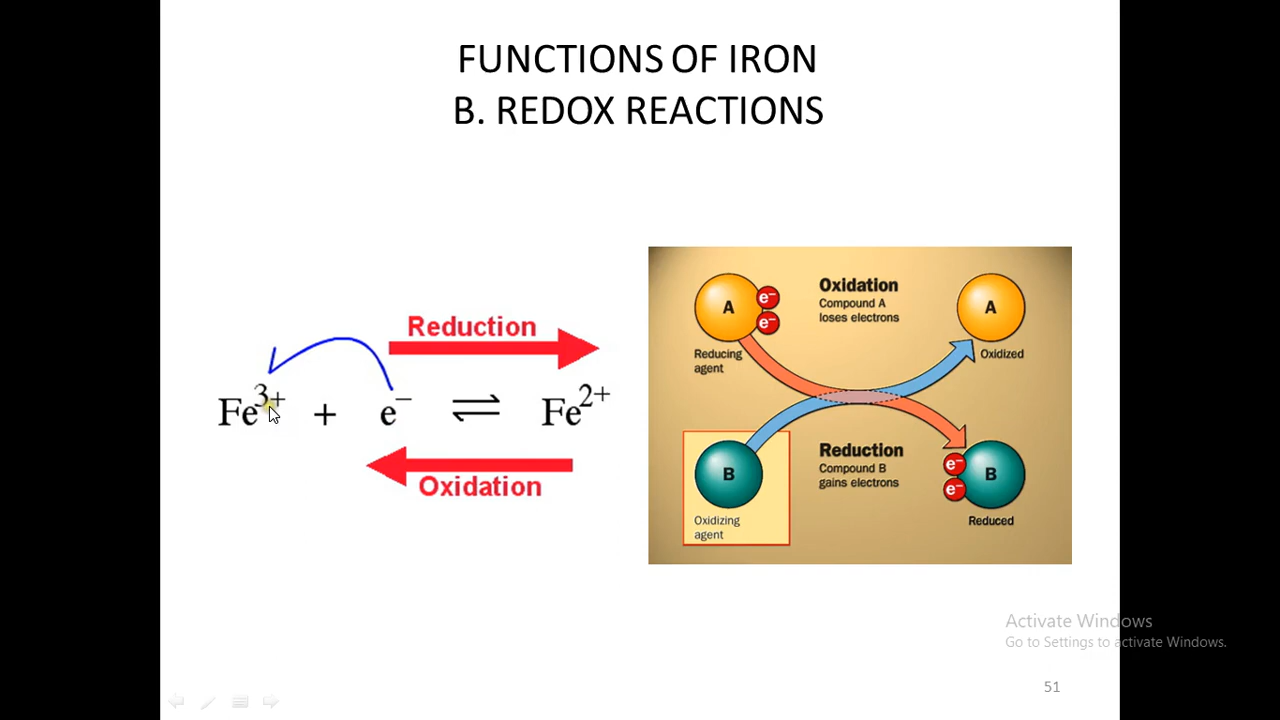 FUNCTIONS OF IRON
B. REDOX REACTIONS
Reduction
Fe³⁺ + e⁻ ⇌ Fe²⁺
Oxidation
A
e⁻
e⁻
Oxidation
Compound A
loses electrons
A
Reducing
agent
Oxidized
B
Reduction
Compound B
gains electrons
e⁻
e⁻
B
Oxidizing
agent
Reduced
Activate Windows
Go to Settings to activate Windows.
51